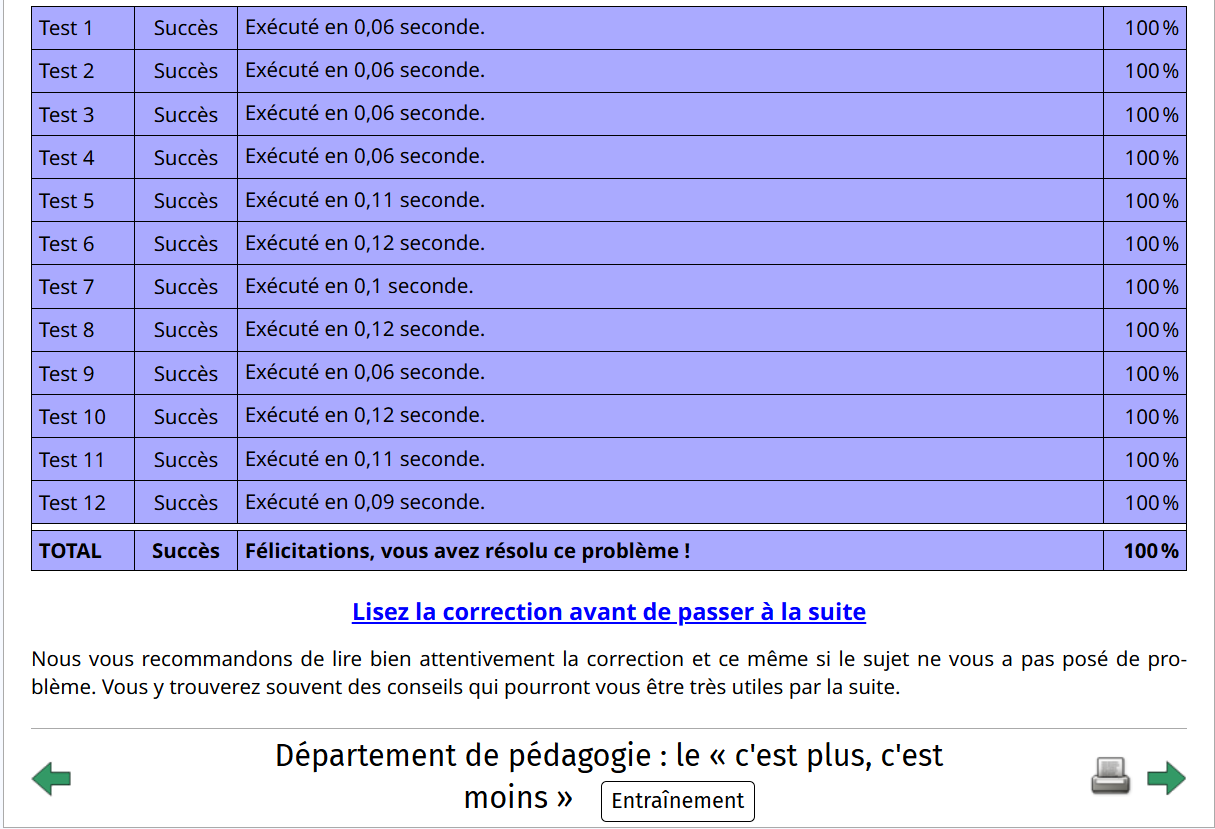 Test 1 Succès Exécuté en 0,06 seconde. 100 %
Test 2 Succès Exécuté en 0,06 seconde. 100 %
Test 3 Succès Exécuté en 0,06 seconde. 100 %
Test 4 Succès Exécuté en 0,06 seconde. 100 %
Test 5 Succès Exécuté en 0,11 seconde. 100 %
Test 6 Succès Exécuté en 0,12 seconde. 100 %
Test 7 Succès Exécuté en 0,1 seconde. 100 %
Test 8 Succès Exécuté en 0,12 seconde. 100 %
Test 9 Succès Exécuté en 0,06 seconde. 100 %
Test 10 Succès Exécuté en 0,12 seconde. 100 %
Test 11 Succès Exécuté en 0,11 seconde. 100 %
Test 12 Succès Exécuté en 0,09 seconde. 100 %
TOTAL Succès Félicitations, vous avez résolu ce problème ! 100 %
Lisez la correction avant de passer à la suite
Nous vous recommandons de lire bien attentivement la correction et ce même si le sujet ne vous a pas posé de pro-
blème. Vous y trouverez souvent des conseils qui pourront vous être très utiles par la suite.
Département de pédagogie : le « c'est plus, c'est
moins » Entraînement